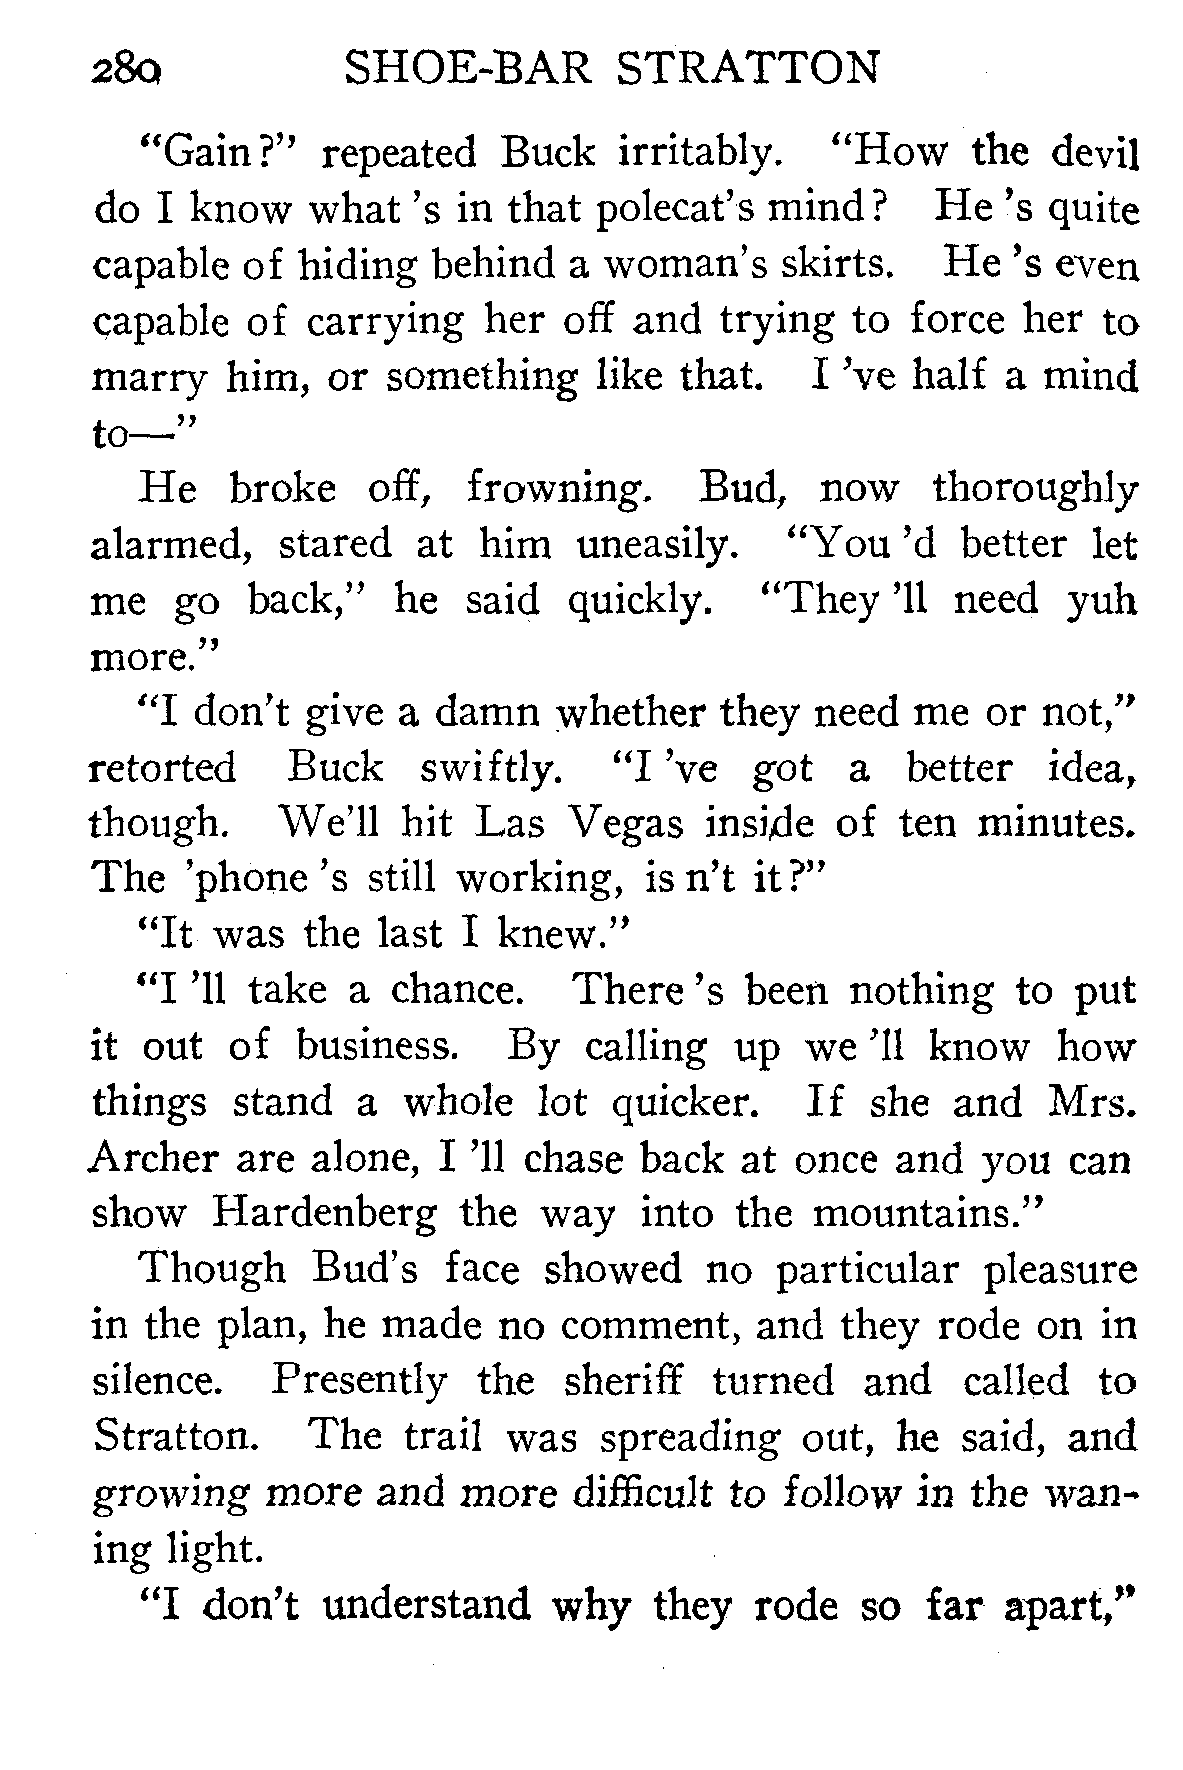 280 SHOE-BAR STRATTON
“Gain?” repeated Buck irritably. “How the devil
do I know what ’s in that polecat’s mind? He ’s quite
capable of hiding behind a woman’s skirts. He ’s even
capable of carrying her off and trying to force her to
marry him, or something like that. I ’ve half a mind
to—”
He broke off, frowning. Bud, now thoroughly
alarmed, stared at him uneasily. “You ’d better let
me go back,” he said quickly. “They ’ll need yuh
more.”
“I don’t give a damn whether they need me or not,”
retorted Buck swiftly. “I ’ve got a better idea,
though. We’ll hit Las Vegas inside of ten minutes.
The ’phone ’s still working, is n’t it?”
“It was the last I knew.”
“I ’ll take a chance. There ’s been nothing to put
it out of business. By calling up we ’ll know how
things stand a whole lot quicker. If she and Mrs.
Archer are alone, I ’ll chase back at once and you can
show Hardenberg the way into the mountains.”
Though Bud’s face showed no particular pleasure
in the plan, he made no comment, and they rode on in
silence. Presently the sheriff turned and called to
Stratton. The trail was spreading out, he said, and
growing more and more difficult to follow in the wan-
ing light.
“I don’t understand why they rode so far apart,”